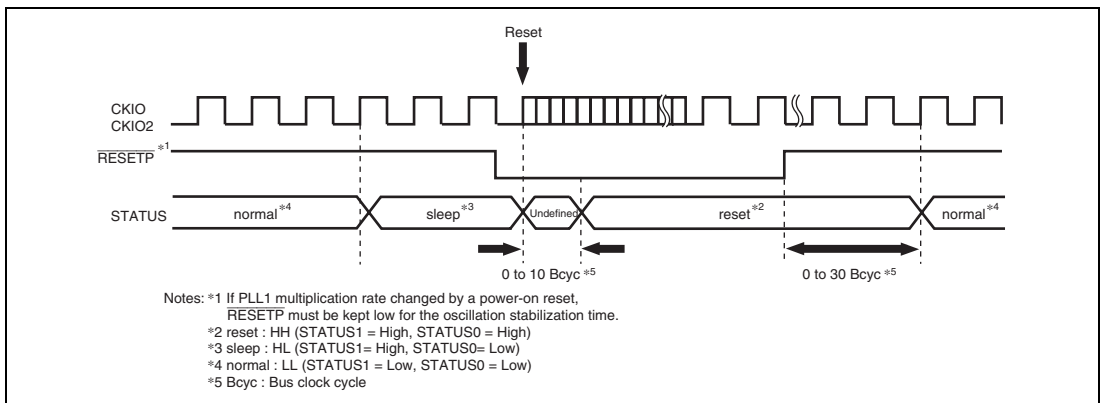 Reset
CKIO
CKIO2
RESETP *1
STATUS
normal*4
sleep*3
Undefined
reset*2
normal*4
0 to 10 Bcyc *5
0 to 30 Bcyc *5
Notes: *1 If PLL1 multiplication rate changed by a power-on reset,
RESETP must be kept low for the oscillation stabilization time.
*2 reset : HH (STATUS1 = High, STATUS0 = High)
*3 sleep : HL (STATUS1= High, STATUS0= Low)
*4 normal : LL (STATUS1 = Low, STATUS0 = Low)
*5 Bcyc : Bus clock cycle